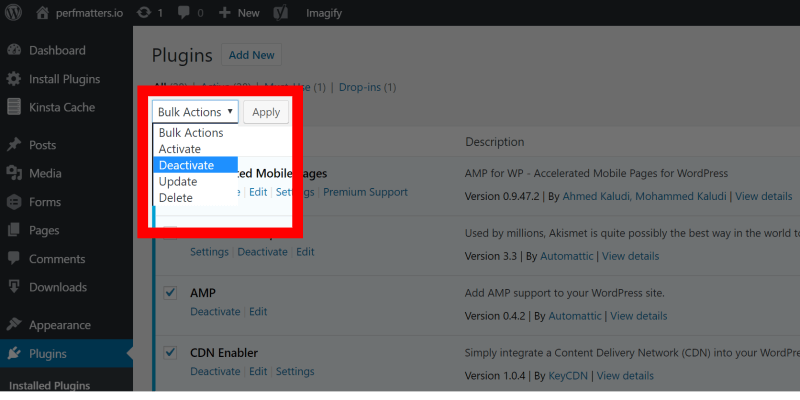 perfmatters.io 1 0 + New Imagify
Dashboard
Install Plugins
Kinsta Cache
Posts
Media
Forms
Pages
Comments
Downloads
Appearance
Plugins
Installed Plugins
Plugins Add New
All (20) | Active (20) | Must-Use (1) | Drop-ins (1)
Bulk Actions Apply
Bulk Actions
Activate
Deactivate
Update
Delete
Description
Mobile Pages
Edit | Settings | Premium Support
AMP for WP - Accelerated Mobile Pages for WordPress
Version 0.9.47.2 | By Ahmed Kaludi, Mohammed Kaludi | View details
Settings | Deactivate | Edit
Used by millions, Akismet is quite possibly the best way in the world to
Version 3.3 | By Automattic | View details
AMP
Deactivate | Edit
Add AMP support to your WordPress site.
Version 0.4.2 | By Automattic | View details
CDN Enabler
Deactivate | Edit | Settings
Simply integrate a Content Delivery Network (CDN) into your WordPre
Version 1.0.4 | By KeyCDN | View details